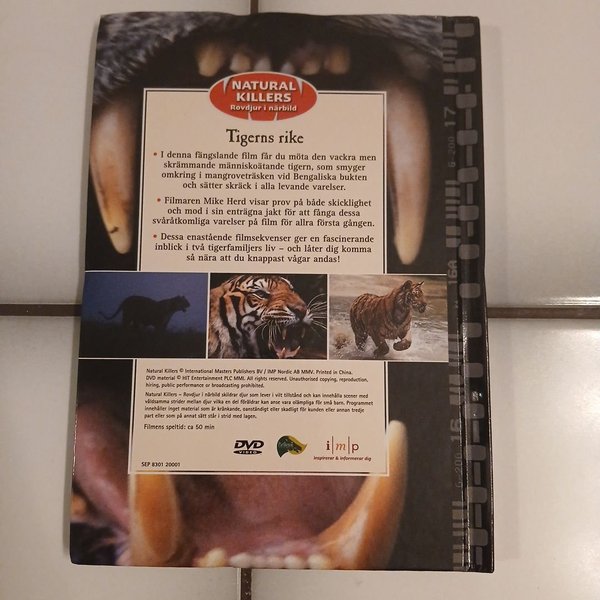 NATURAL
KILLERS
Rovdjur i närbild
Tigerns rike
• I denna fängslande film får du möta den vackra men
skrämmande människoätande tigern, som smyger
omkring i mangroveträsken vid Bengaliska bukten
och sätter skräck i alla levande varelser.
• Filmaren Mike Herd visar prov på både skicklighet
och mod i sin enträgna jakt för att fånga dessa
svåråtkomliga varelser på film för allra första gången.
• Dessa enastående filmsekvenser ger en fascinerande
inblick i två tigerfamiljers liv – och låter dig komma
så nära att du knappast vågar andas!
Natural Killers © International Masters Publishers BV / IMP Nordic AB MMV. Printed in China.
DVD material © HIT Entertainment PLC MMI. All rights reserved. Unauthorised copying, reproduction,
hiring, public performance or broadcasting prohibited.
Natural Killers – Rovdjur i närbild skildrar djur som lever i vilt tillstånd och kan innehålla scener med
våldsamma strider mellan djur vilka en del föräldrar kan anse vara olämpliga för små barn. Programmet
innehåller inget material som är kränkande, oanständigt eller skadligt för kunden eller annan tredje
part eller som på annat sätt står i strid med lagen.
Filmens speltid: ca 50 min
DVD
VIDEO
i|m|p
inspirerar & informerar dig
SEP 8301 20001
17
6-200
16A
16
6-200